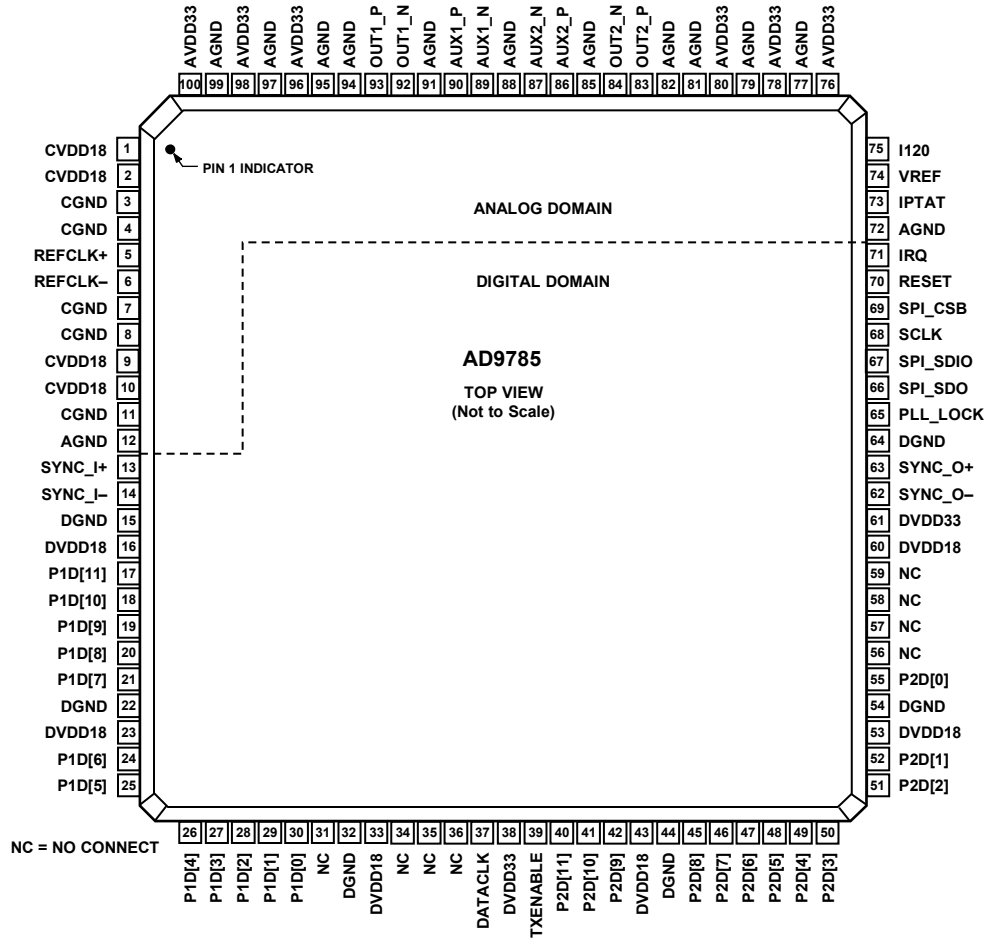 AVDD33
AGND
AVDD33
AGND
AVDD33
AGND
AGND
OUT1_P
OUT1_N
AGND
AUX1_P
AUX1_N
AGND
AUX2_N
AUX2_P
AGND
OUT2_N
OUT2_P
AGND
AGND
AVDD33
AGND
AVDD33
AGND
AVDD33
100 99 98 97 96 95 94 93 92 91 90 89 88 87 86 85 84 83 82 81 80 79 78 77 76
CVDD18 1
CVDD18 2
CGND 3
CGND 4
REFCLK+ 5
REFCLK– 6
CGND 7
CGND 8
CVDD18 9
CVDD18 10
CGND 11
AGND 12
SYNC_I+ 13
SYNC_I– 14
DGND 15
DVDD18 16
P1D[11] 17
P1D[10] 18
P1D[9] 19
P1D[8] 20
P1D[7] 21
DGND 22
DVDD18 23
P1D[6] 24
P1D[5] 25
PIN 1 INDICATOR
ANALOG DOMAIN
DIGITAL DOMAIN
AD9785
TOP VIEW
(Not to Scale)
75 I120
74 VREF
73 IPTAT
72 AGND
71 IRQ
70 RESET
69 SPI_CSB
68 SCLK
67 SPI_SDIO
66 SPI_SDO
65 PLL_LOCK
64 DGND
63 SYNC_O+
62 SYNC_O–
61 DVDD33
60 DVDD18
59 NC
58 NC
57 NC
56 NC
55 P2D[0]
54 DGND
53 DVDD18
52 P2D[1]
51 P2D[2]
26 27 28 29 30 31 32 33 34 35 36 37 38 39 40 41 42 43 44 45 46 47 48 49 50
NC = NO CONNECT
P1D[4]
P1D[3]
P1D[2]
P1D[1]
P1D[0]
NC
DGND
DVDD18
NC
NC
NC
DATACLK
DVDD33
TXENABLE
P2D[11]
P2D[10]
P2D[9]
DVDD18
DGND
P2D[8]
P2D[7]
P2D[6]
P2D[5]
P2D[4]
P2D[3]